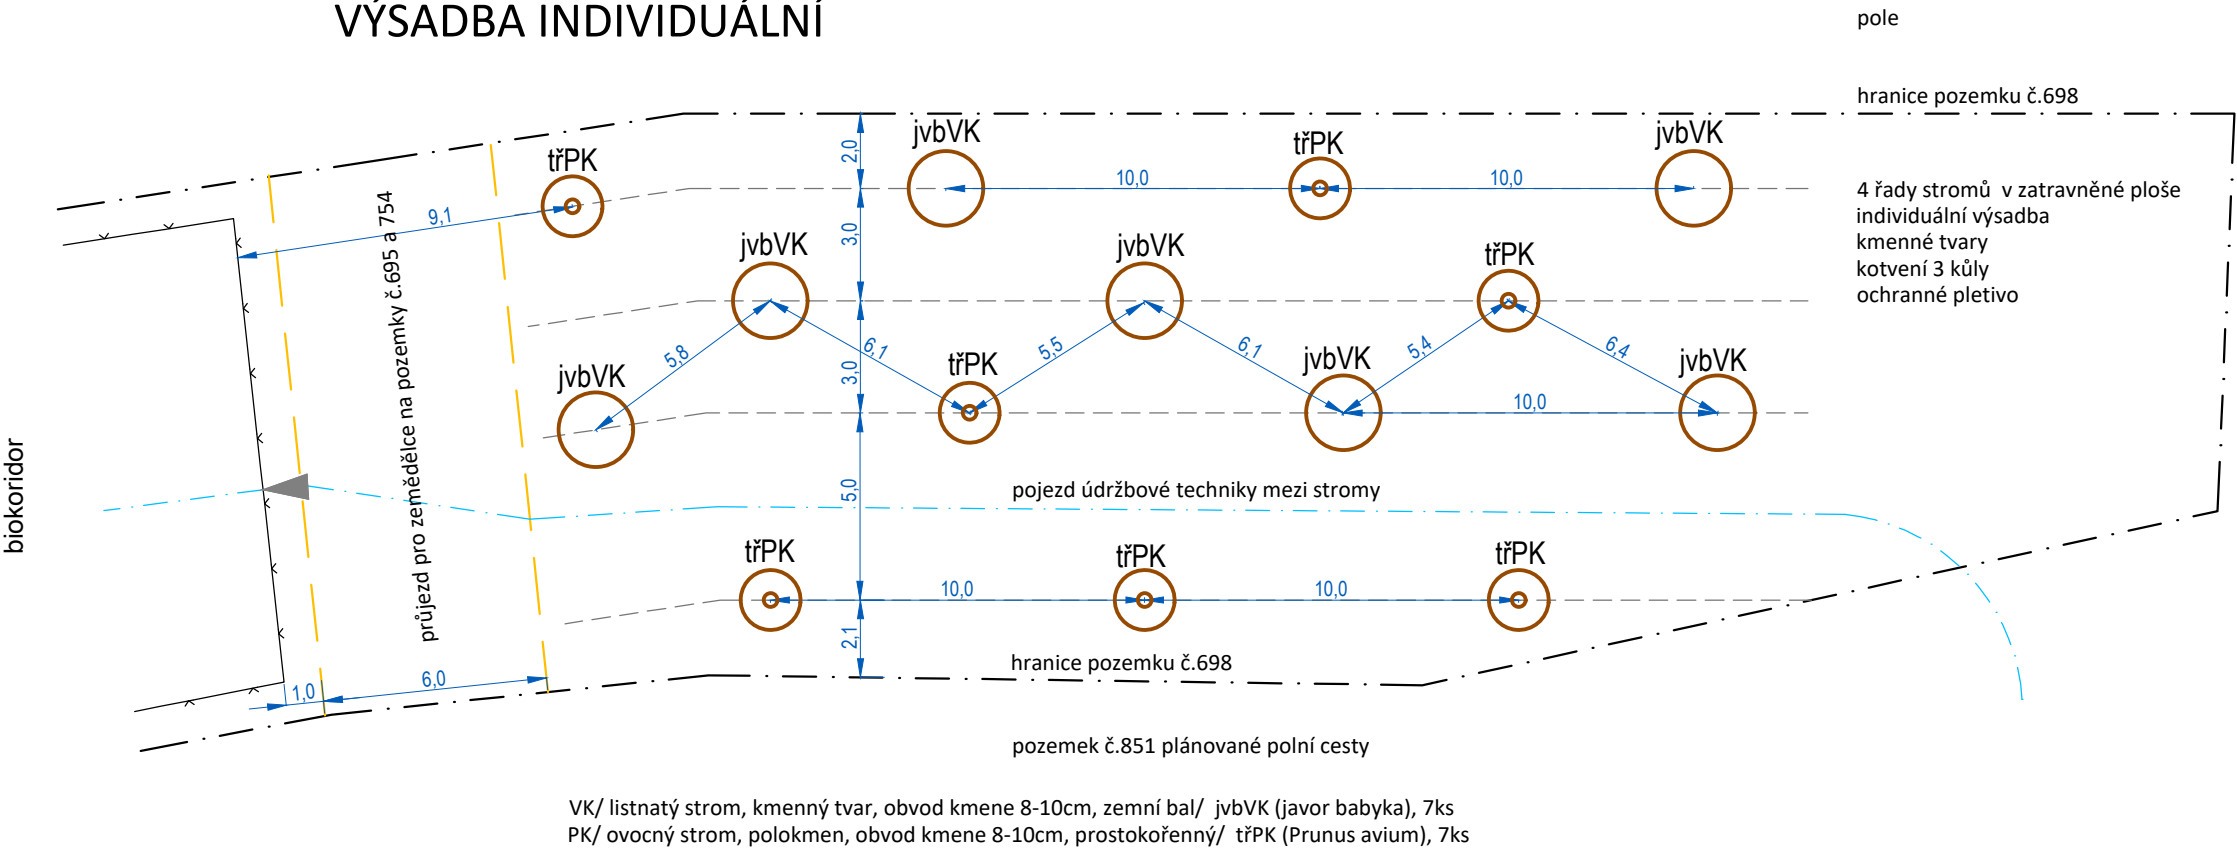 VÝSADBA INDIVIDUÁLNÍ
pole
hranice pozemku č.698
jvbVK
třPK
jvbVK
třPK
2,0
10,0
10,0
4 řady stromů v zatravněné ploše
individuální výsadba
kmenné tvary
kotvení 3 kůly
ochranné pletivo
9,1
průjezd pro zemědělce na pozemky č.695 a 754
3,0
jvbVK
jvbVK
třPK
5,8
6,1
5,5
6,1
5,4
6,4
3,0
jvbVK
třPK
jvbVK
jvbVK
10,0
biokoridor
5,0
pojezd údržbové techniky mezi stromy
třPK
třPK
třPK
10,0
10,0
2,1
hranice pozemku č.698
1,0
6,0
pozemek č.851 plánované polní cesty
VK/ listnatý strom, kmenný tvar, obvod kmene 8-10cm, zemní bal/ jvbVK (javor babyka), 7ks
PK/ ovocný strom, polokmen, obvod kmene 8-10cm, prostokořenný/ třPK (Prunus avium), 7ks